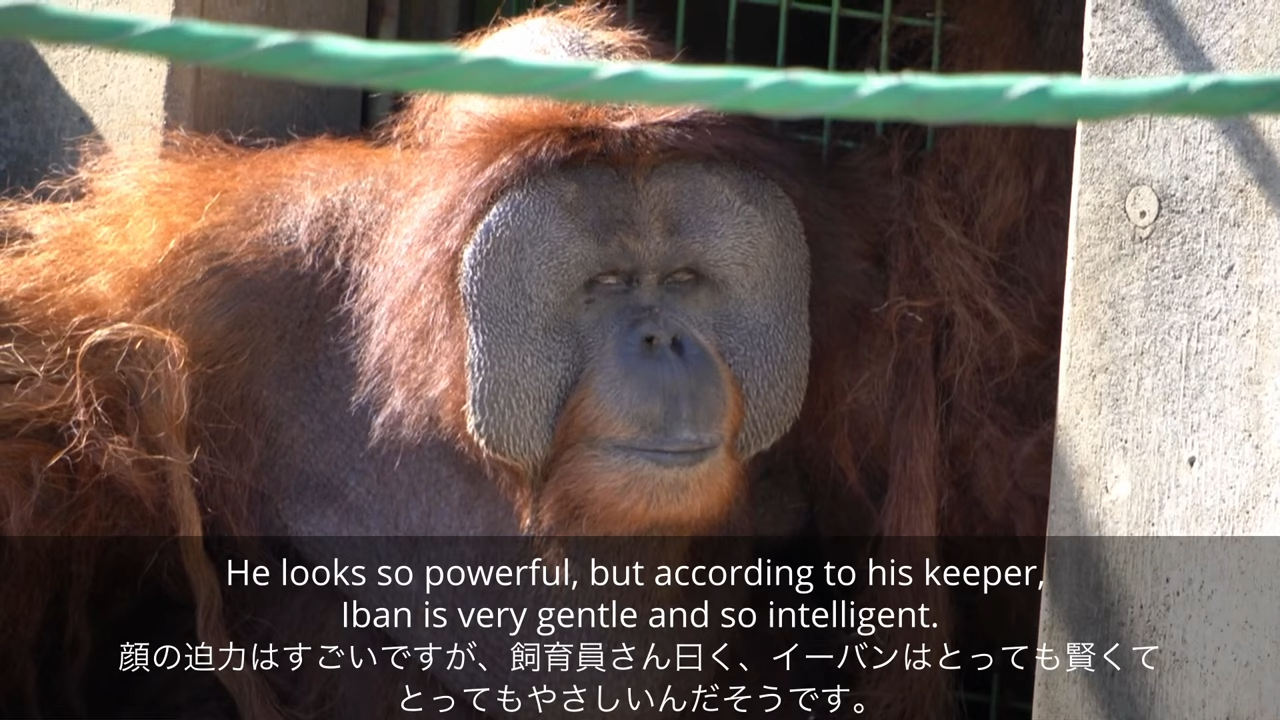 He looks so powerful, but according to his keeper,
Iban is very gentle and so intelligent.
顔の迫力はすごいですが、飼育員さん曰く、イーバンはとっても賢くて
とってもやさしいんだそうです。